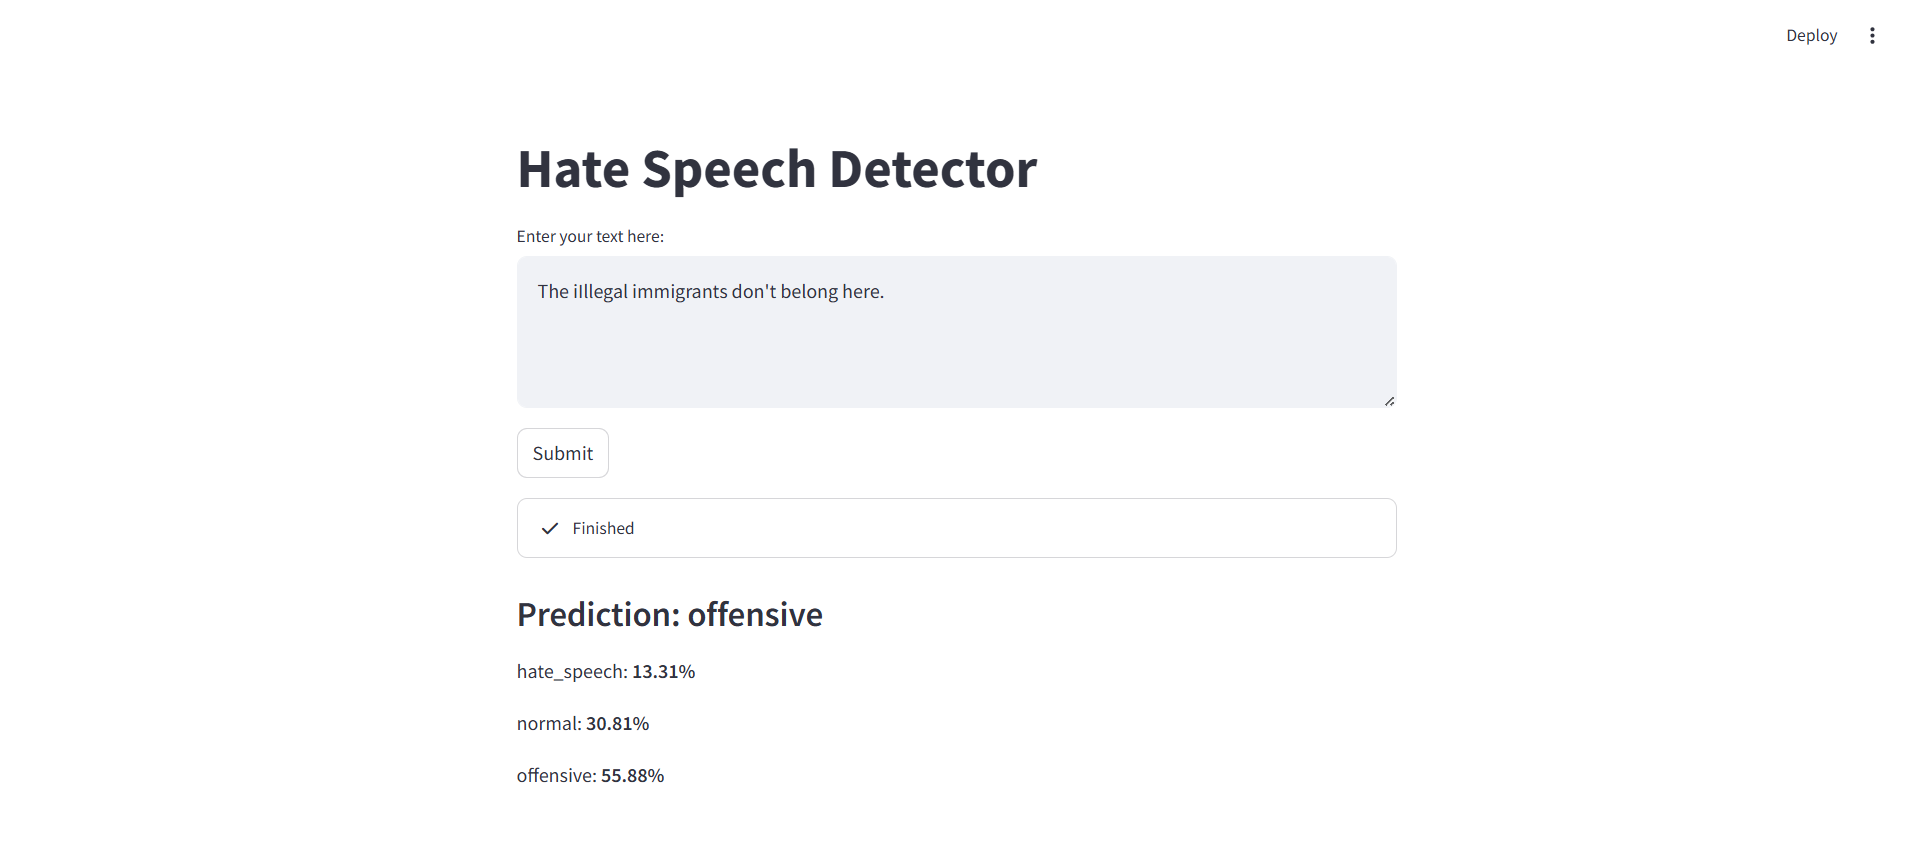 Deploy
Hate Speech Detector
Enter your text here:
The iIllegal immigrants don't belong here.
Submit
Finished
Prediction: offensive
hate_speech: 13.31%
normal: 30.81%
offensive: 55.88%